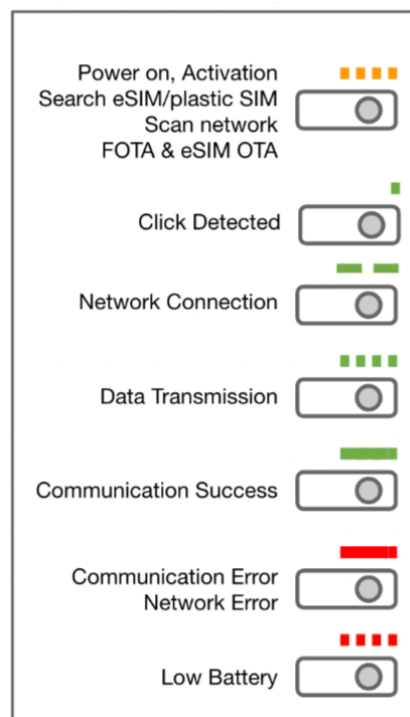 Power on, Activation
Search eSIM/plastic SIM
Scan network
FOTA & eSIM OTA
Click Detected
Network Connection
Data Transmission
Communication Success
Communication Error
Network Error
Low Battery